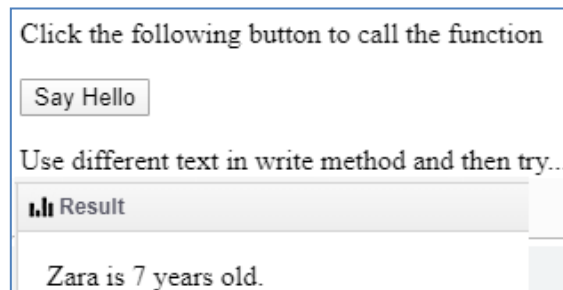 Click the following button to call the function
Say Hello
Use different text in write method and then try...
Result
Zara is 7 years old.